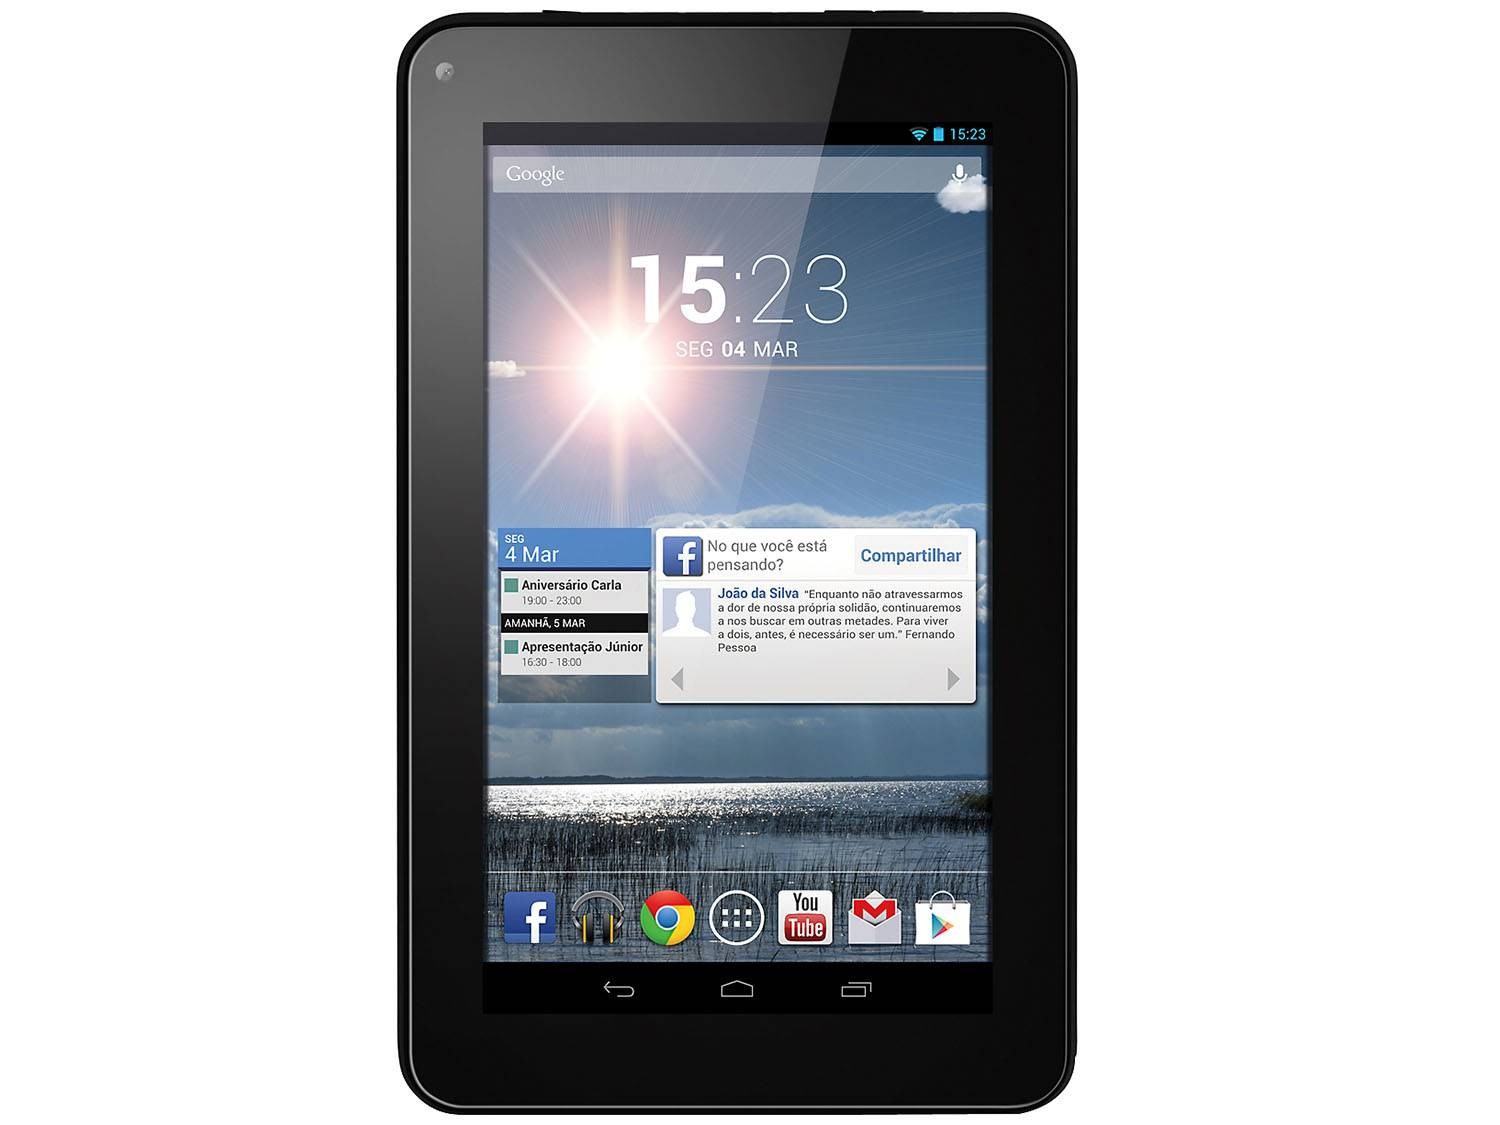 15:23
Google
15:23
SEG 04 MAR
SEG
4 Mar
Aniversário Carla
19:00 - 23:00
AMANHÃ, 5 MAR
Apresentação Júnior
16:30 - 18:00
No que você está
pensando?
Compartilhar
João da Silva "Enquanto não atravessarmos
a dor de nossa própria solidão, continuaremos
a nos buscar em outras metades. Para viver
a dois, antes, é necessário ser um." Fernando
Pessoa
You
Tube